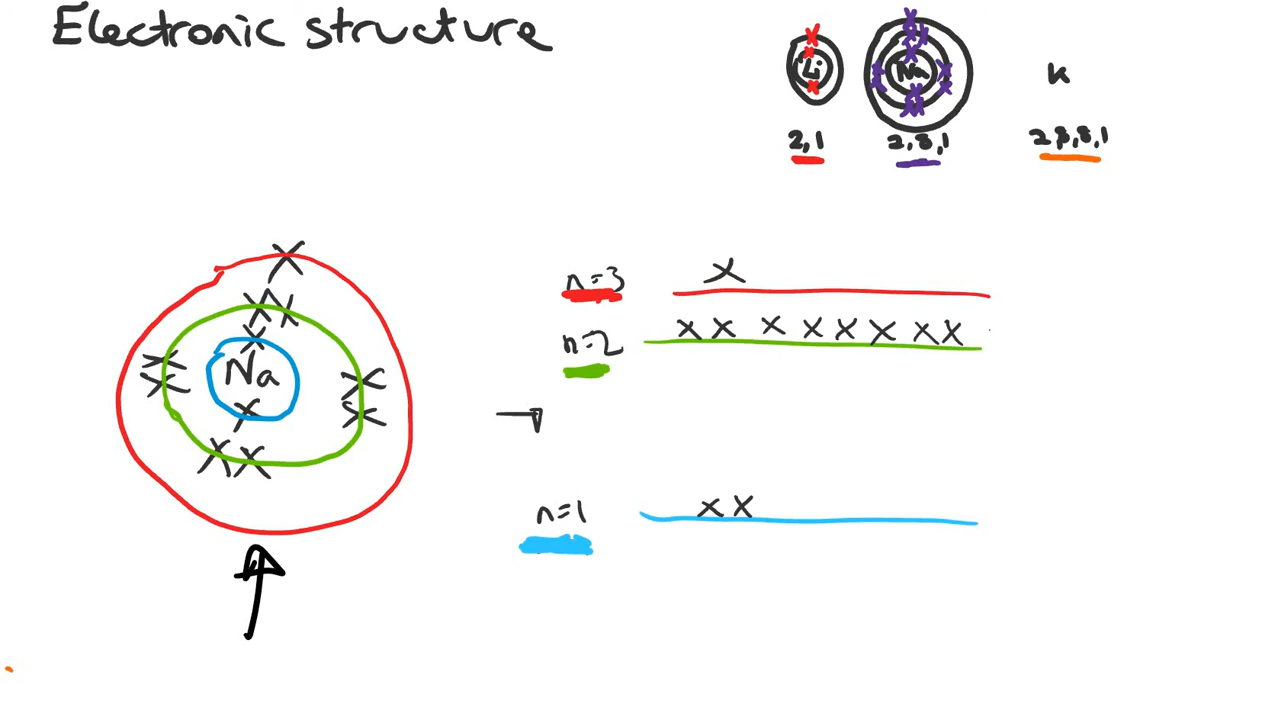 Electronic structure
Li
Na
K
2,1
2,8,1
2,8,8,1
n=3
n=2
Na
n=1